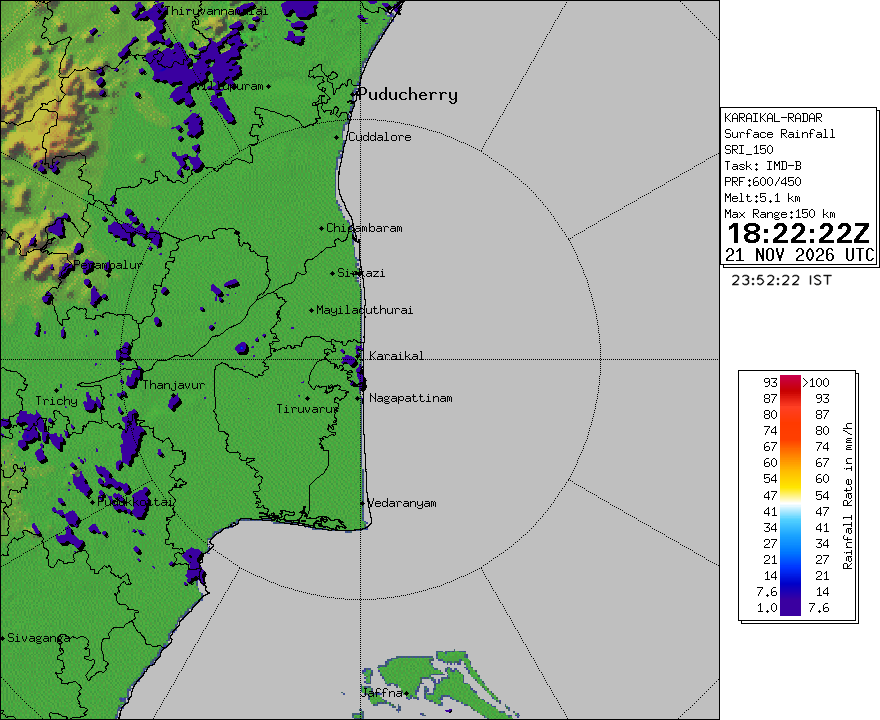 Thiruvannamalai
Villupuram
Puducherry
Cuddalore
Chidambaram
Perambalur
Sirkazi
Mayiladuthurai
Karaikal
Thanjavur
Trichy
Nagapattinam
Tiruvarur
Pudukkottai
Vedaranyam
Sivaganga
Jaffna
KARAIKAL-RADAR
Surface Rainfall
SRI_150
Task: IMD-B
PRF:600/450
Melt:5.1 km
Max Range:150 km
18:22:22Z
21 NOV 2026 UTC
23:52:22 IST
93 >100
87 93
80 87
74 80
67 74
60 67
54 60
47 54
41 47
34 41
27 34
21 27
14 21
7.6 14
1.0 7.6
Rainfall Rate in mm/h